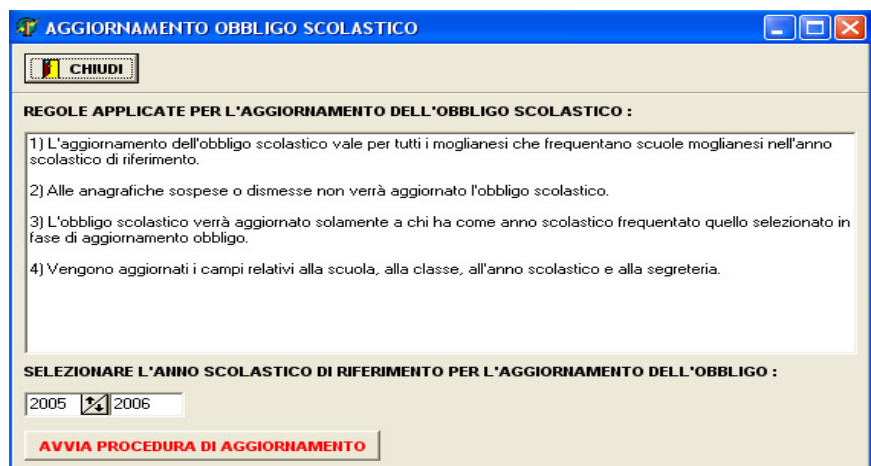 AGGIORNAMENTO OBBLIGO SCOLASTICO
CHIUDI
REGOLE APPLICATE PER L'AGGIORNAMENTO DELL'OBBLIGO SCOLASTICO :
1) L'aggiornamento dell'obbligo scolastico vale per tutti i moglianesi che frequentano scuole moglianesi nell'anno
scolastico di riferimento.
2) Alle anagrafiche sospese o dismesse non verrà aggiornato l'obbligo scolastico.
3) L'obbligo scolastico verrà aggiornato solamente a chi ha come anno scolastico frequentato quello selezionato in
fase di aggiornamento obbligo.
4) Vengono aggiornati i campi relativi alla scuola, alla classe, all'anno scolastico e alla segreteria.
SELEZIONARE L'ANNO SCOLASTICO DI RIFERIMENTO PER L'AGGIORNAMENTO DELL'OBBLIGO :
2005 2006
AVVIA PROCEDURA DI AGGIORNAMENTO